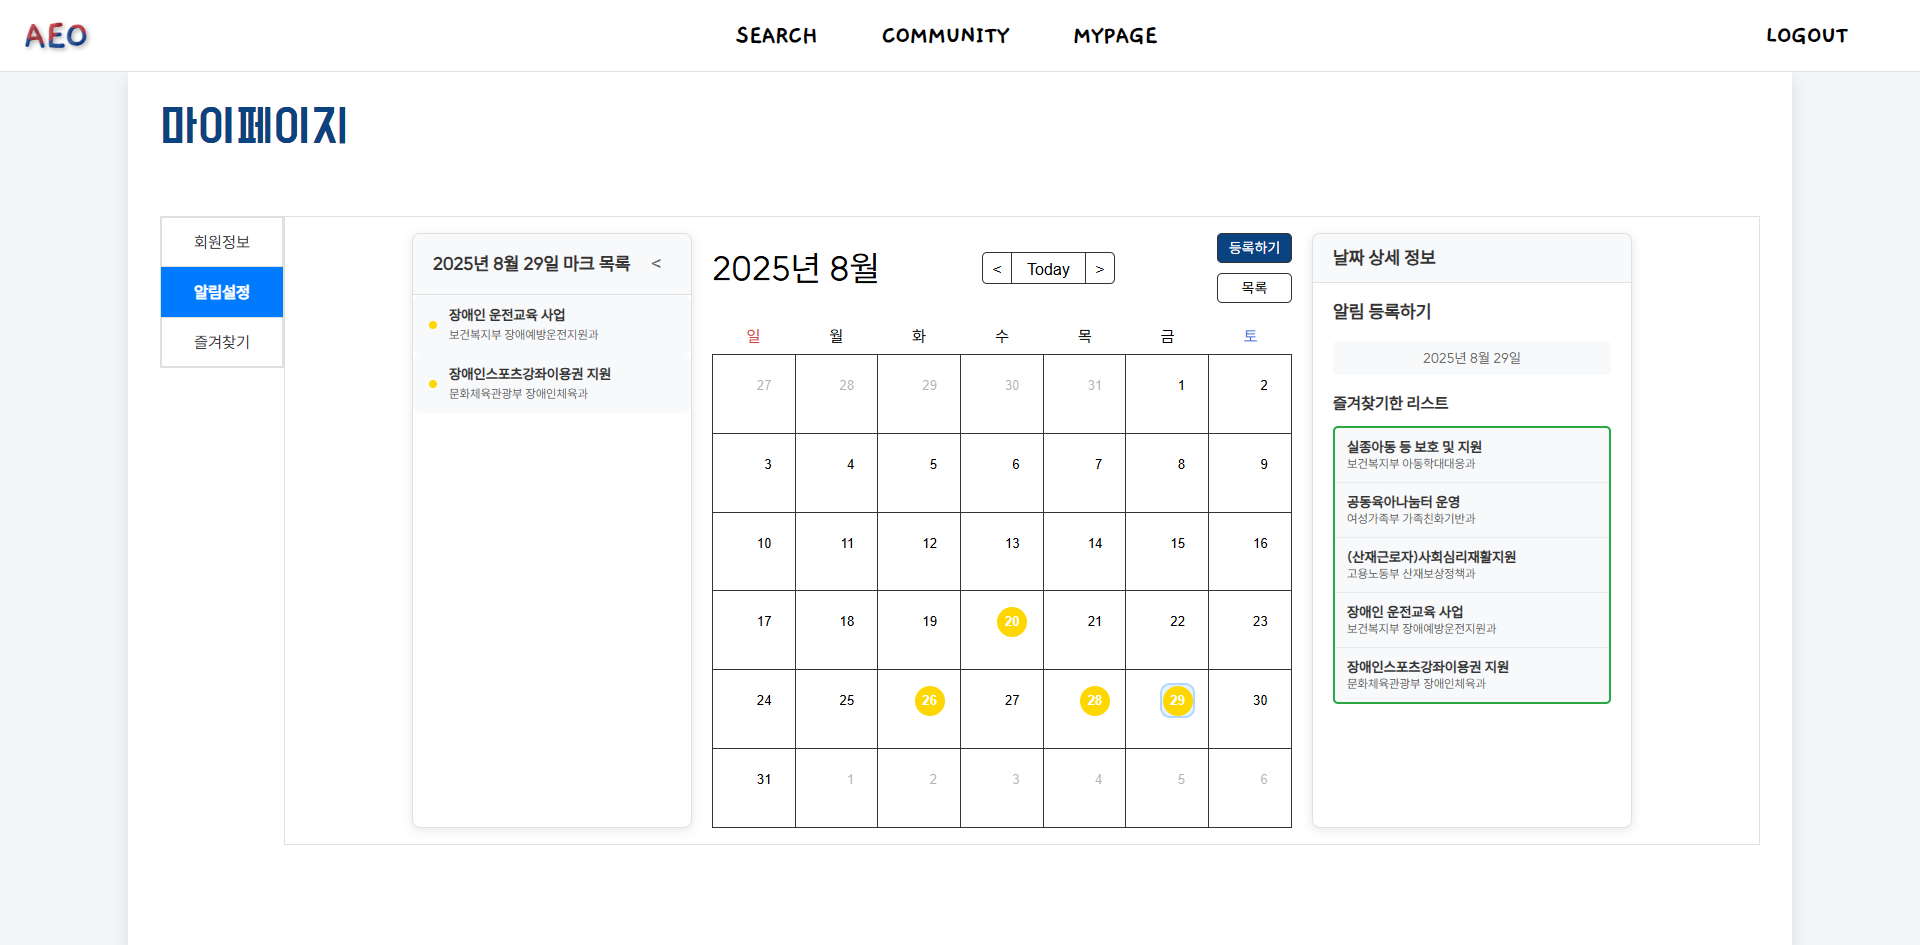 AEO
SEARCH
COMMUNITY
MYPAGE
LOGOUT
마이페이지
회원정보
알림설정
즐겨찾기
2025년 8월 29일 마크 목록 <
장애인 운전교육 사업
보건복지부 장애예방운전지원과
장애인스포츠강좌이용권 지원
문화체육관광부 장애인체육과
2025년 8월
< Today >
등록하기
목록
일 월 화 수 목 금 토
27 28 29 30 31 1 2
3 4 5 6 7 8 9
10 11 12 13 14 15 16
17 18 19 20 21 22 23
24 25 26 27 28 29 30
31 1 2 3 4 5 6
날짜 상세 정보
알림 등록하기
2025년 8월 29일
즐겨찾기한 리스트
실종아동 등 보호 및 지원
보건복지부 아동학대대응과
공동육아나눔터 운영
여성가족부 가족친화기반과
(산재근로자)사회심리재활지원
고용노동부 산재보상정책과
장애인 운전교육 사업
보건복지부 장애예방운전지원과
장애인스포츠강좌이용권 지원
문화체육관광부 장애인체육과